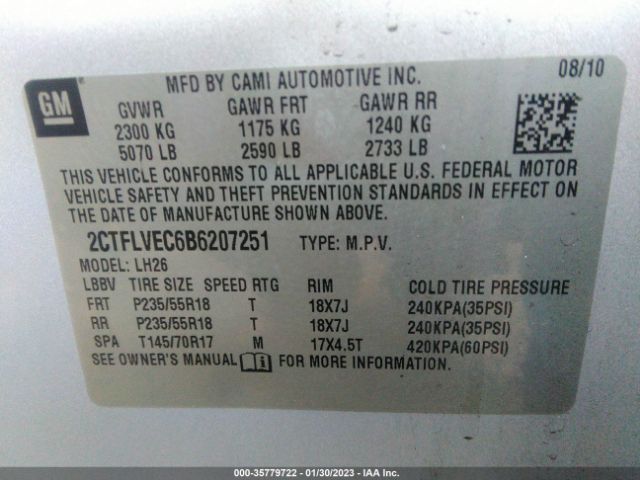 GM
MFD BY CAMI AUTOMOTIVE INC. 08/10
GVWR GAWR FRT GAWR RR
2300 KG 1175 KG 1240 KG
5070 LB 2590 LB 2733 LB
THIS VEHICLE CONFORMS TO ALL APPLICABLE U.S. FEDERAL MOTOR
VEHICLE SAFETY AND THEFT PREVENTION STANDARDS IN EFFECT ON
THE DATE OF MANUFACTURE SHOWN ABOVE.
2CTFLVEC6B6207251 TYPE: M.P.V.
MODEL: LH26
LBBV TIRE SIZE SPEED RTG RIM COLD TIRE PRESSURE
FRT P235/55R18 T 18X7J 240KPA(35PSI)
RR P235/55R18 T 18X7J 240KPA(35PSI)
SPA T145/70R17 M 17X4.5T 420KPA(60PSI)
SEE OWNER'S MANUAL FOR MORE INFORMATION.
000-35779722 - 01/30/2023 - IAA Inc.